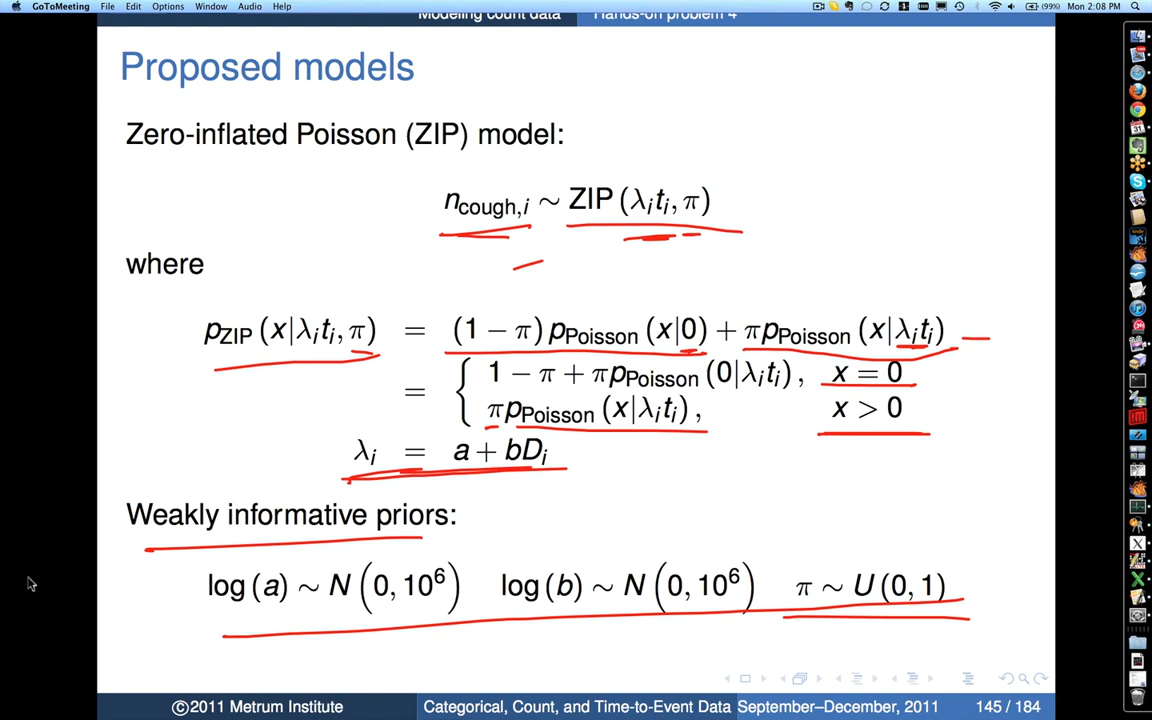 GoToMeeting File Edit Options Window Audio Help (99%) Mon 2:08 PM
Modeling count data Hands-on problem 4
Proposed models
Zero-inflated Poisson (ZIP) model:
n_cough,i ∼ ZIP (λ_i t_i, π)
where
p_ZIP (x|λ_i t_i, π) = (1 − π) p_Poisson (x|0) + π p_Poisson (x|λ_i t_i)
= { 1 − π + π p_Poisson (0|λ_i t_i), x = 0
π p_Poisson (x|λ_i t_i), x > 0
λ_i = a + bD_i
Weakly informative priors:
log (a) ∼ N (0, 10^6) log (b) ∼ N (0, 10^6) π ∼ U (0, 1)
©2011 Metrum Institute Categorical, Count, and Time-to-Event Data September–December, 2011 145 / 184